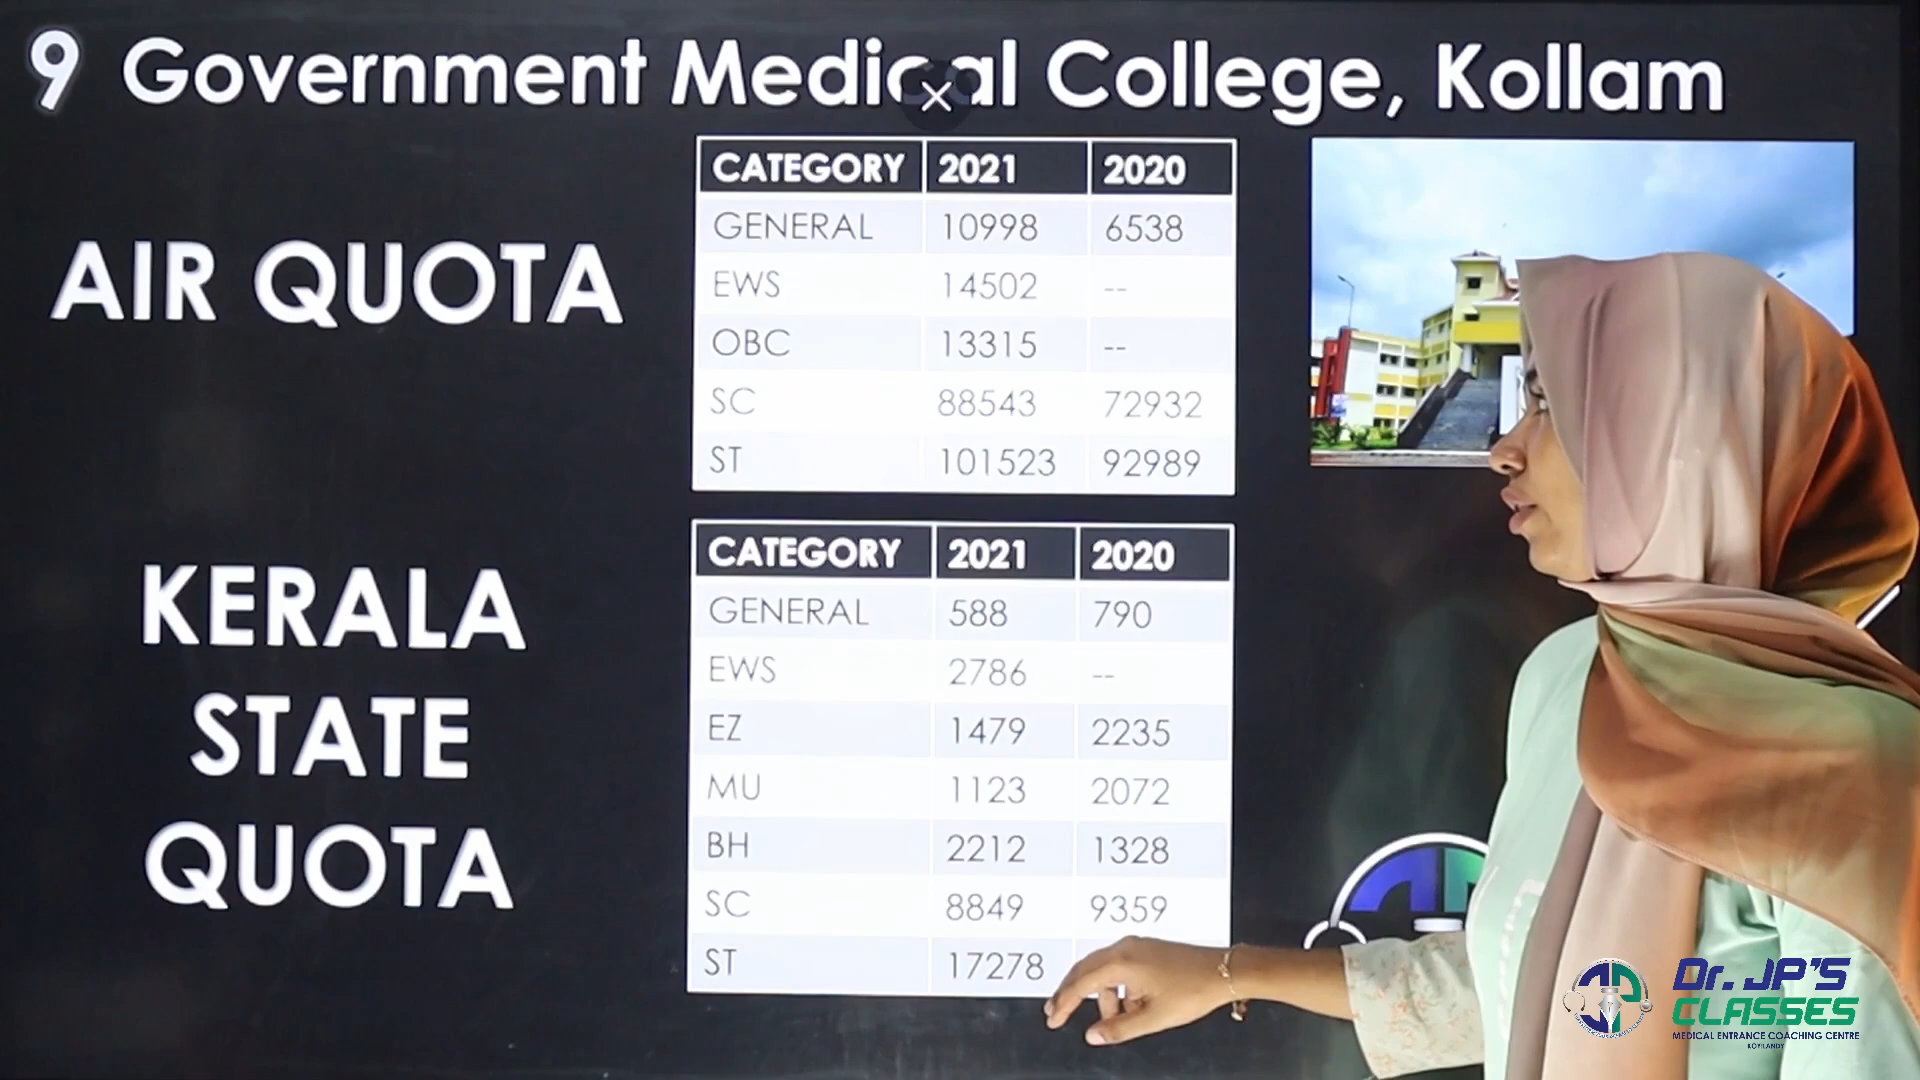 9 Government Medical College, Kollam
AIR QUOTA
CATEGORY 2021 2020
GENERAL 10998 6538
EWS 14502 --
OBC 13315 --
SC 88543 72932
ST 101523 92989
KERALA
STATE
QUOTA
CATEGORY 2021 2020
GENERAL 588 790
EWS 2786 --
EZ 1479 2235
MU 1123 2072
BH 2212 1328
SC 8849 9359
ST 17278
Dr. JP'S
CLASSES
MEDICAL ENTRANCE COACHING CENTRE
KOYILANDY